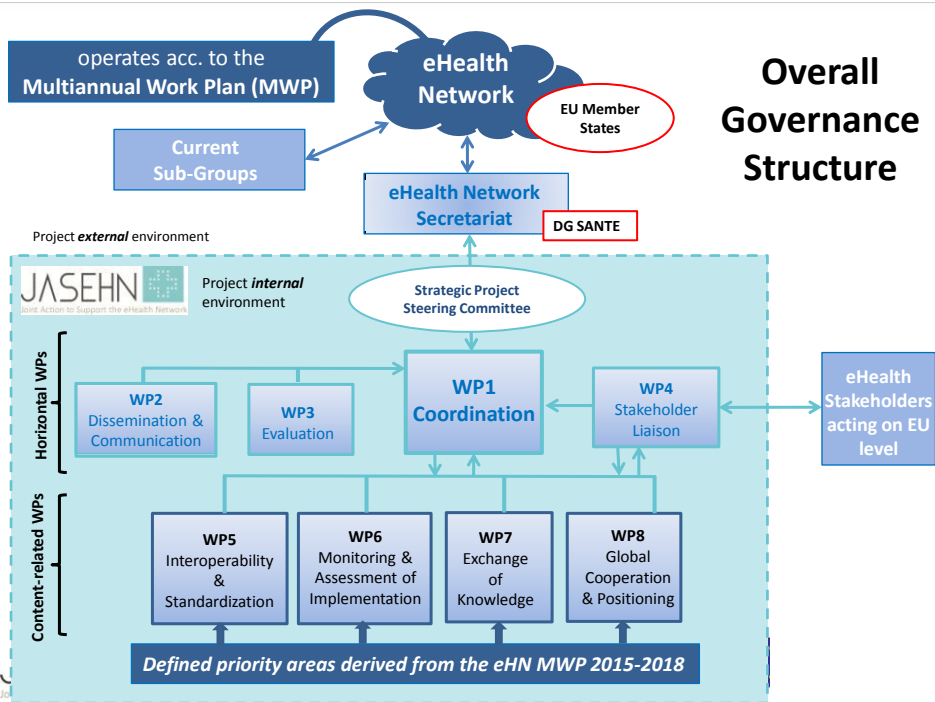 operates acc. to the
Multiannual Work Plan (MWP)
eHealth
Network
EU Member
States
Overall
Governance
Structure
Current
Sub-Groups
eHealth Network
Secretariat
DG SANTE
Project external environment
JASEHN
Joint Action to Support the eHealth Network
Project internal
environment
Strategic Project
Steering Committee
Horizontal WPs
WP2
Dissemination &
Communication
WP3
Evaluation
WP1
Coordination
WP4
Stakeholder
Liaison
eHealth
Stakeholders
acting on EU
level
Content-related WPs
WP5
Interoperability
&
Standardization
WP6
Monitoring &
Assessment of
Implementation
WP7
Exchange
of
Knowledge
WP8
Global
Cooperation
& Positioning
Defined priority areas derived from the eHN MWP 2015-2018